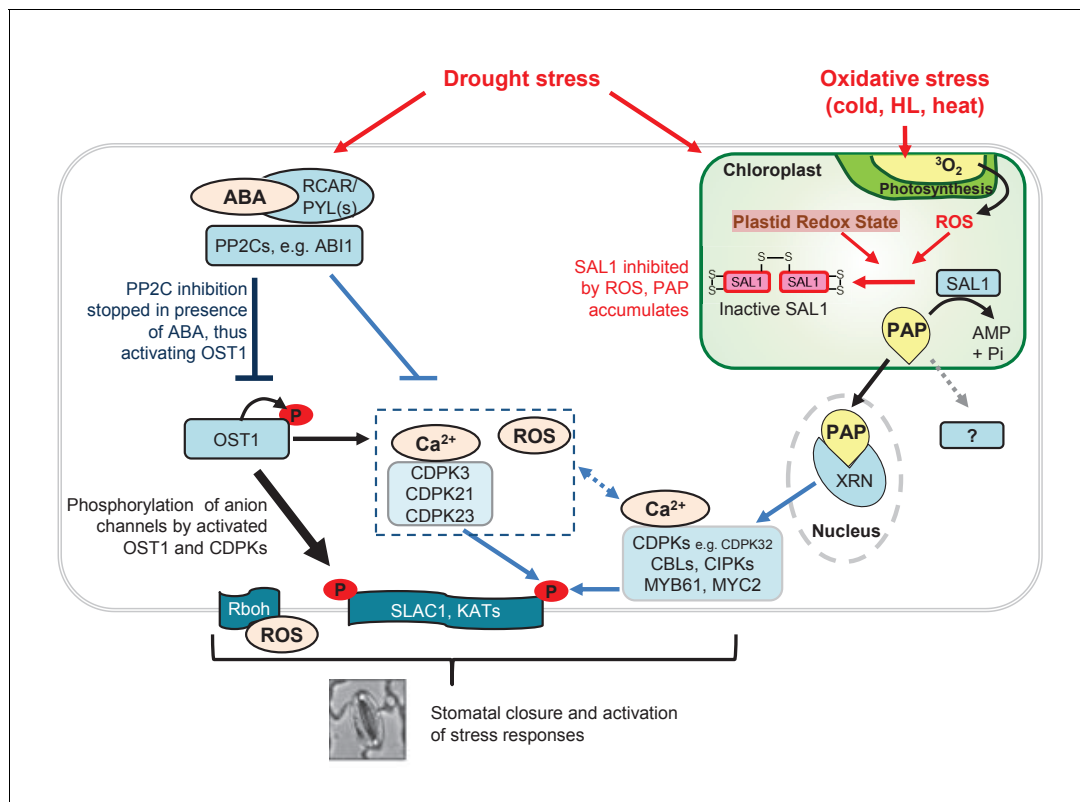 Drought stress
Oxidative stress
(cold, HL, heat)
Chloroplast
³O₂
Photosynthesis
ABA
RCAR/
PYL(s)
PP2Cs, e.g. ABI1
Plastid Redox State
ROS
SAL1 inhibited
by ROS, PAP
accumulates
S
S
S
S
S
S
SAL1
SAL1
Inactive SAL1
SAL1
PAP
AMP
+ Pi
PP2C inhibition
stopped in presence
of ABA, thus
activating OST1
P
OST1
Ca²⁺
ROS
CDPK3
CDPK21
CDPK23
PAP
XRN
Nucleus
?
Phosphorylation of anion
channels by activated
OST1 and CDPKs
Ca²⁺
CDPKs e.g. CDPK32
CBLs, CIPKs
MYB61, MYC2
P
P
Rboh
ROS
SLAC1, KATs
Stomatal closure and activation
of stress responses